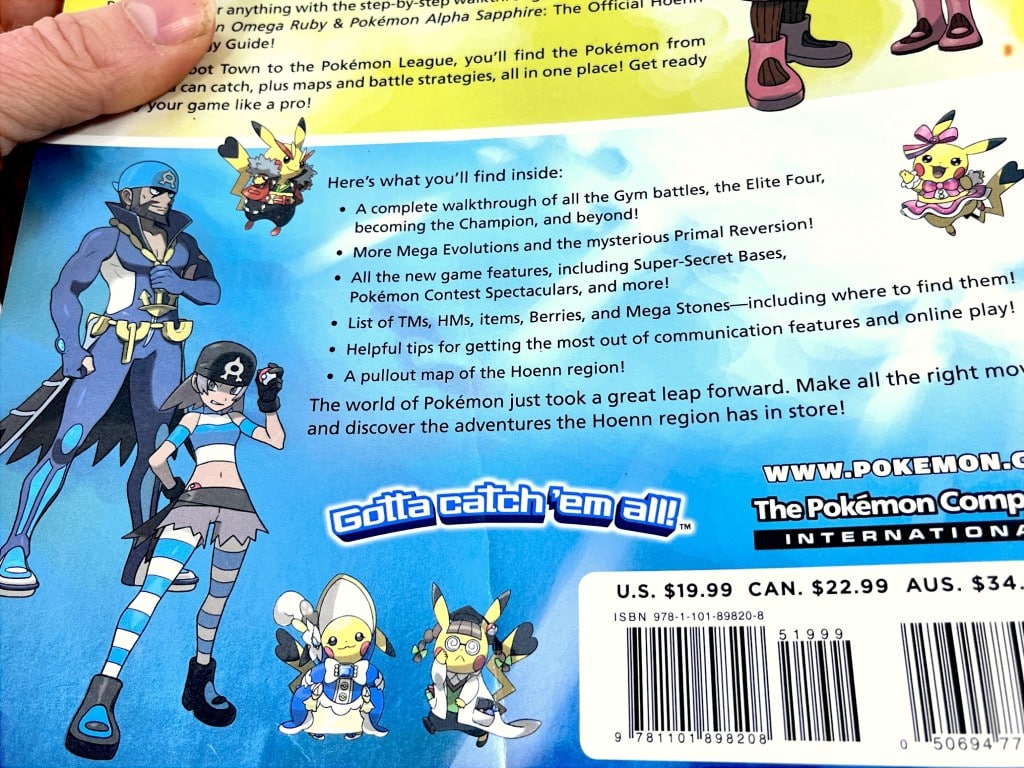 r anything with the step-by-step
n Omega Ruby & Pokémon Alpha Sapphire: The Official Hoenn
y Guide!
oot Town to the Pokémon League, you'll find the Pokémon from
can catch, plus maps and battle strategies, all in one place! Get ready
your game like a pro!
Here's what you'll find inside:
• A complete walkthrough of all the Gym battles, the Elite Four,
becoming the Champion, and beyond!
• More Mega Evolutions and the mysterious Primal Reversion!
• All the new game features, including Super-Secret Bases,
Pokémon Contest Spectaculars, and more!
• List of TMs, HMs, items, Berries, and Mega Stones—including where to find them!
• Helpful tips for getting the most out of communication features and online play!
• A pullout map of the Hoenn region!
The world of Pokémon just took a great leap forward. Make all the right mov
and discover the adventures the Hoenn region has in store!
Gotta catch 'em all!™
WWW.POKEMON.C
The Pokémon Comp
INTERNATIONA
U.S. $19.99 CAN. $22.99 AUS. $34.
ISBN 978-1-101-89820-8
51999
9 781101 898208
0 50694 77